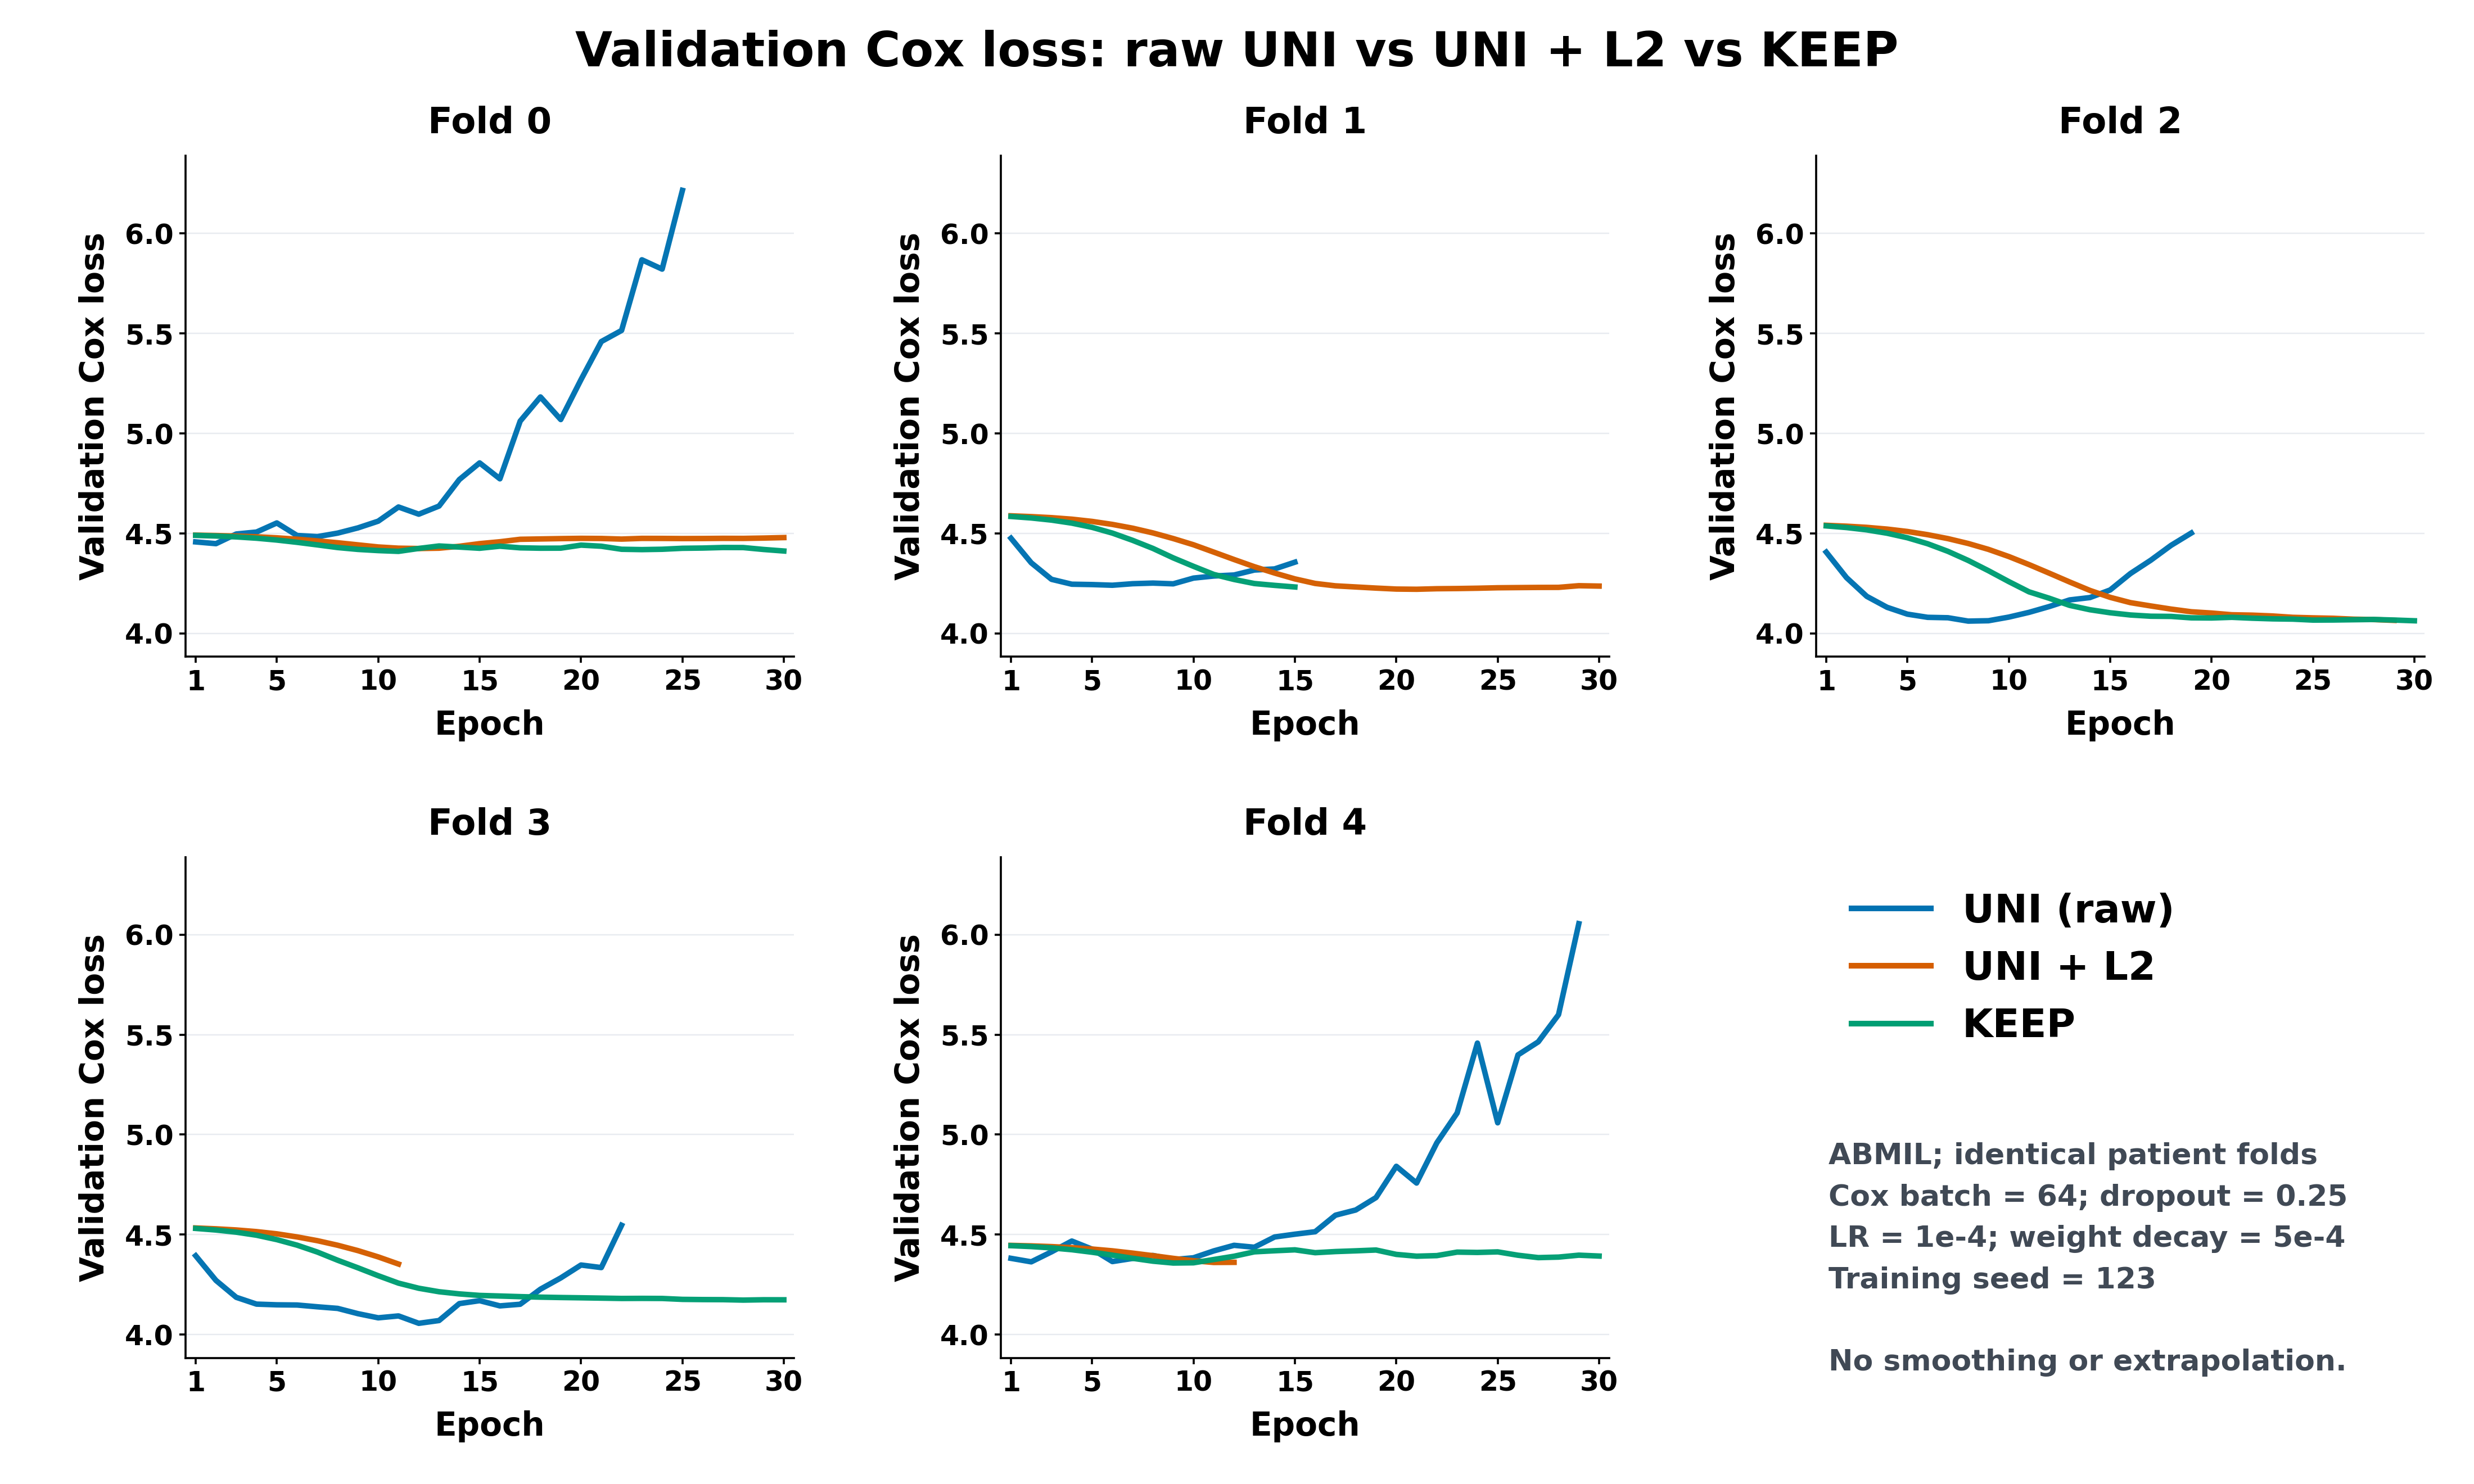 Validation Cox loss: raw UNI vs UNI + L2 vs KEEP
Fold 0
Validation Cox loss
6.0
5.5
5.0
4.5
4.0
1 5 10 15 20 25 30
Epoch
Fold 1
Validation Cox loss
6.0
5.5
5.0
4.5
4.0
1 5 10 15 20 25 30
Epoch
Fold 2
Validation Cox loss
6.0
5.5
5.0
4.5
4.0
1 5 10 15 20 25 30
Epoch
Fold 3
Validation Cox loss
6.0
5.5
5.0
4.5
4.0
1 5 10 15 20 25 30
Epoch
Fold 4
Validation Cox loss
6.0
5.5
5.0
4.5
4.0
1 5 10 15 20 25 30
Epoch
UNI (raw)
UNI + L2
KEEP
ABMIL; identical patient folds
Cox batch = 64; dropout = 0.25
LR = 1e-4; weight decay = 5e-4
Training seed = 123
No smoothing or extrapolation.